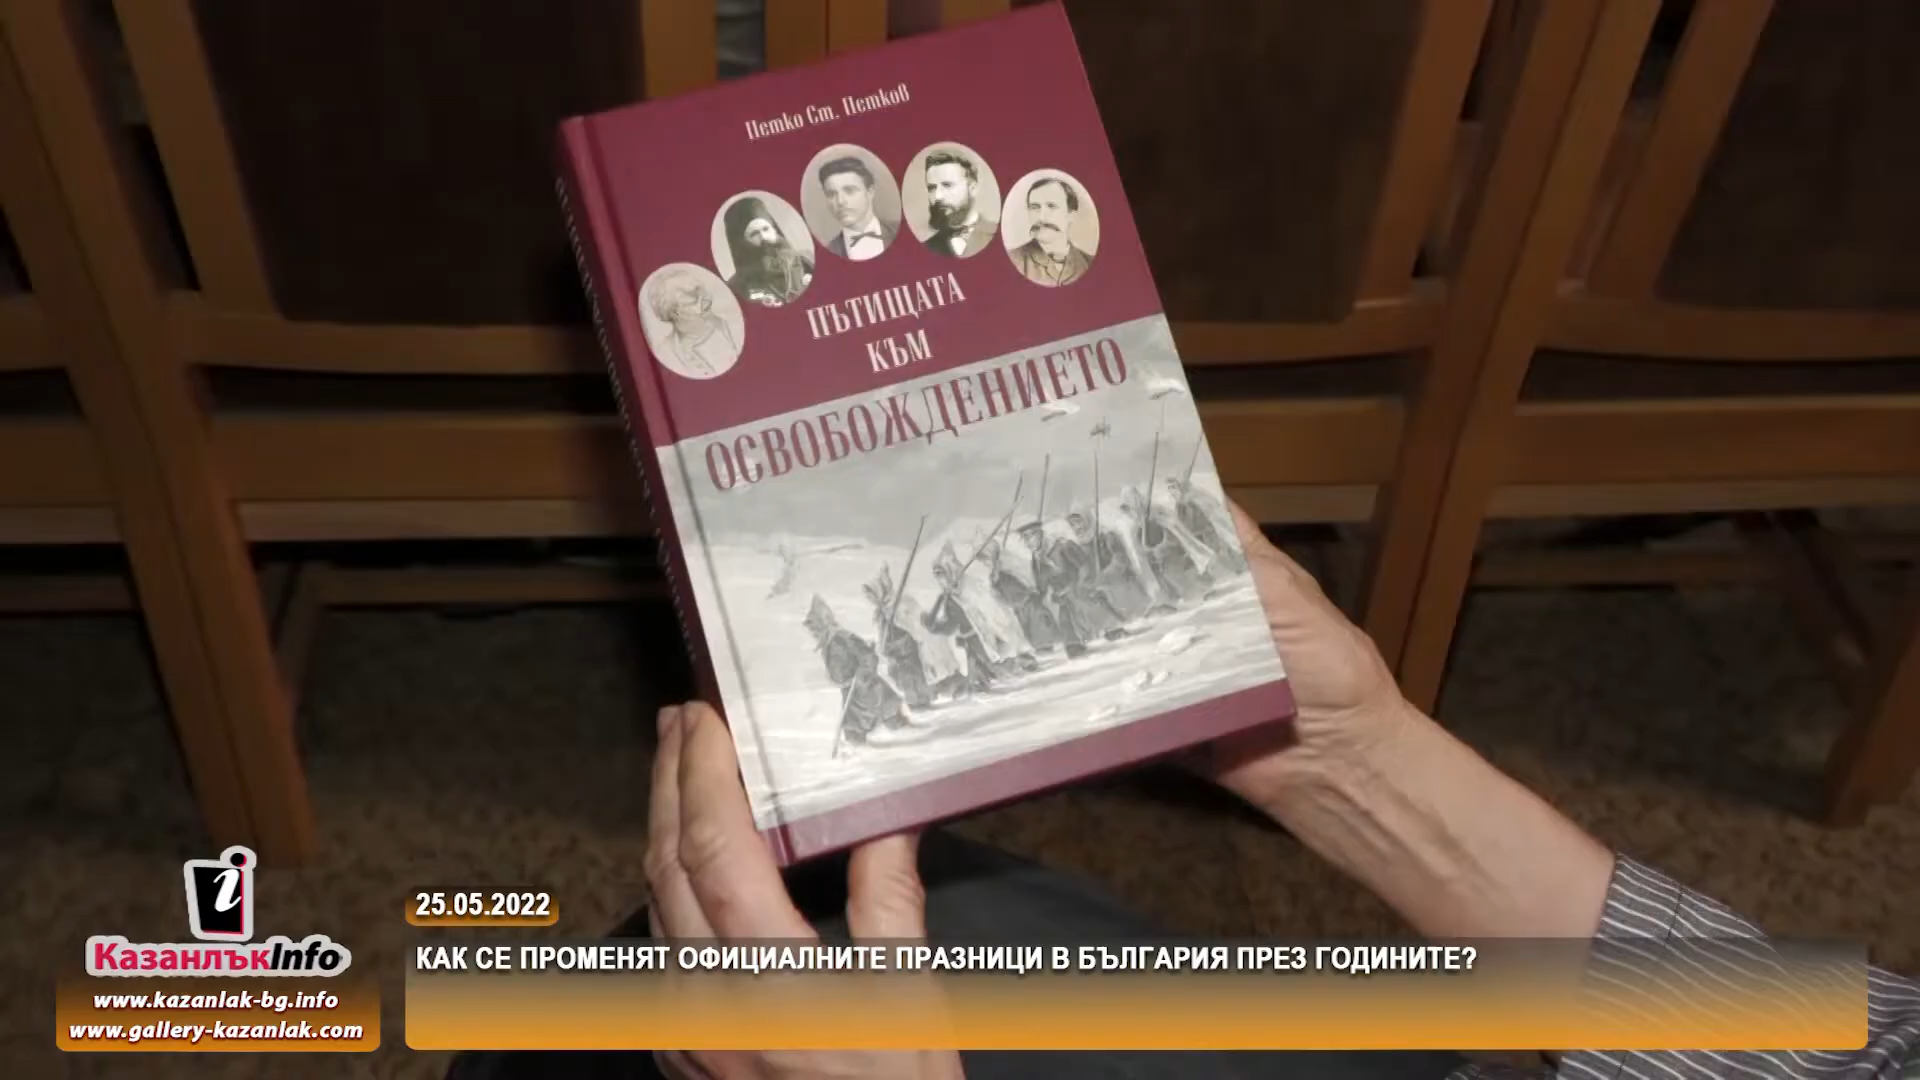 Петко Ст. Петков
ПЪТИЩАТА
КЪМ
ОСВОБОЖДЕНИЕТО
25.05.2022
КАК СЕ ПРОМЕНЯТ ОФИЦИАЛНИТЕ ПРАЗНИЦИ В БЪЛГАРИЯ ПРЕЗ ГОДИНИТЕ?
i
КазанлъкInfo
www.kazanlak-bg.info
www.gallery-kazanlak.com